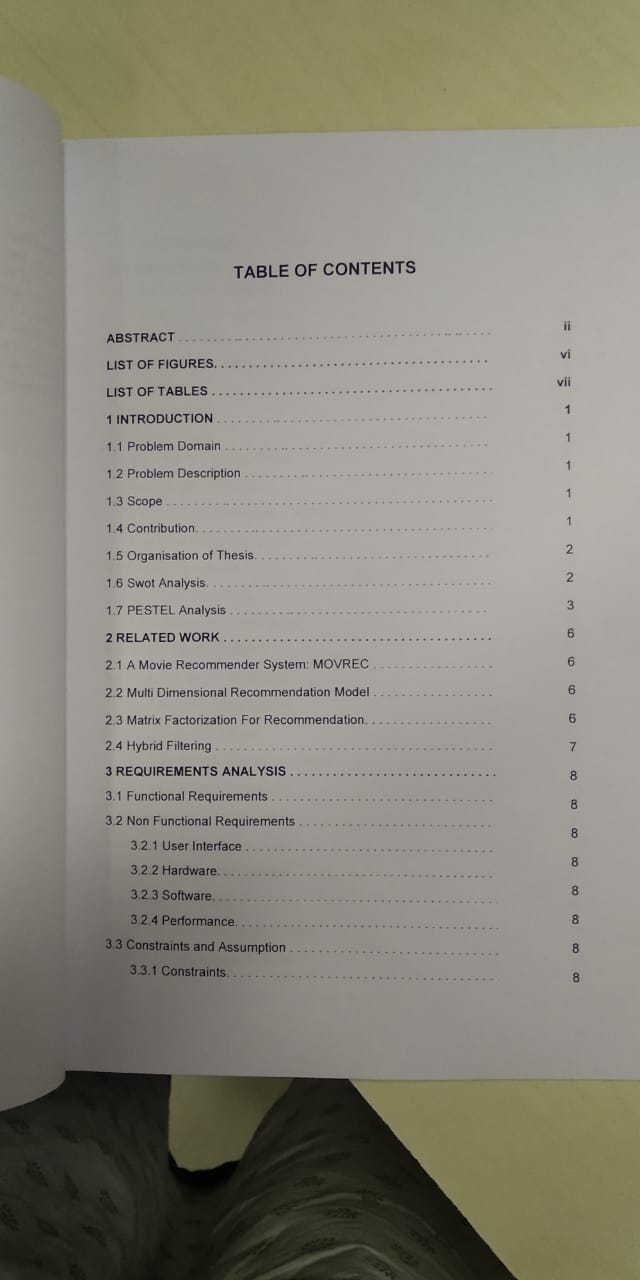 TABLE OF CONTENTS
ABSTRACT ii
LIST OF FIGURES vi
LIST OF TABLES vii
1 INTRODUCTION 1
1.1 Problem Domain 1
1.2 Problem Description 1
1.3 Scope 1
1.4 Contribution 1
1.5 Organisation of Thesis 2
1.6 Swot Analysis 2
1.7 PESTEL Analysis 3
2 RELATED WORK 6
2.1 A Movie Recommender System: MOVREC 6
2.2 Multi Dimensional Recommendation Model 6
2.3 Matrix Factorization For Recommendation 6
2.4 Hybrid Filtering 7
3 REQUIREMENTS ANALYSIS 8
3.1 Functional Requirements 8
3.2 Non Functional Requirements 8
3.2.1 User Interface 8
3.2.2 Hardware 8
3.2.3 Software 8
3.2.4 Performance 8
3.3 Constraints and Assumption 8
3.3.1 Constraints 8